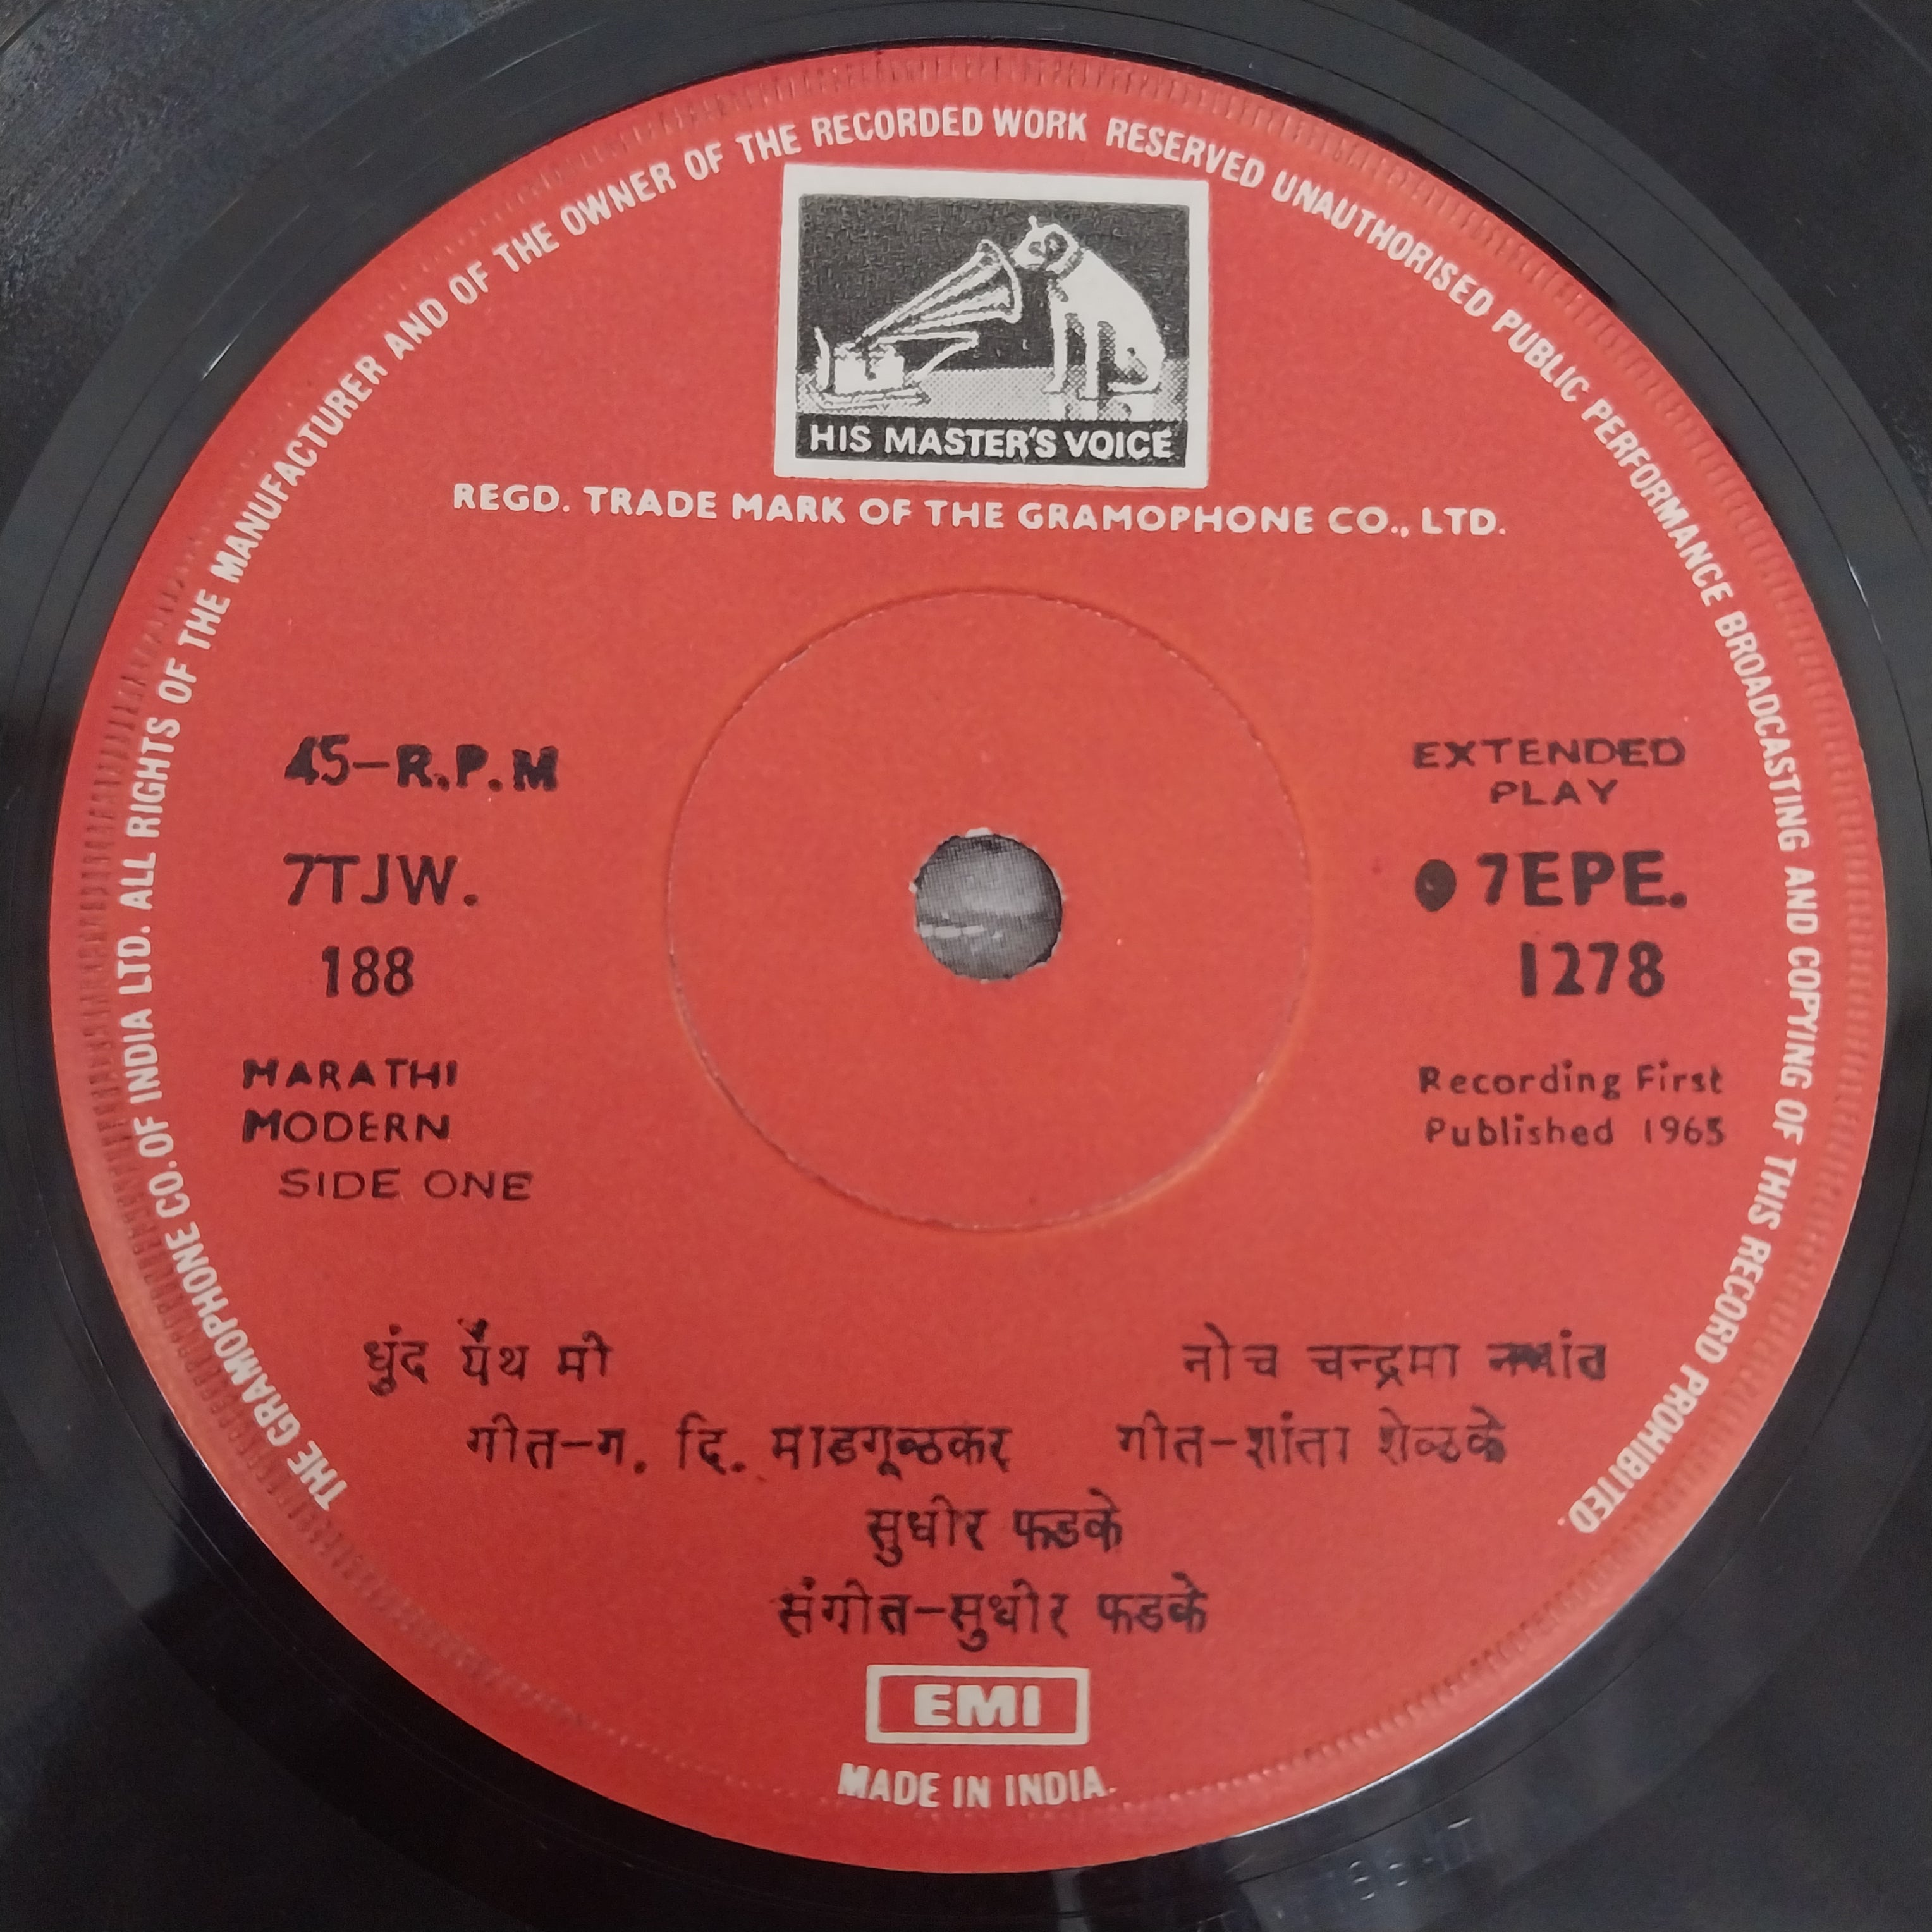 THE GRAMOPHONE CO. OF INDIA LTD. ALL RIGHTS OF THE MANUFACTURER AND OF THE OWNER OF THE RECORDED WORK RESERVED UNAUTHORISED PUBLIC PERFORMANCE BROADCASTING AND COPYING OF THIS RECORD PROHIBITED
HIS MASTER'S VOICE
REGD. TRADE MARK OF THE GRAMOPHONE CO., LTD.
45-R.P.M
7TJW.
188
MARATHI
MODERN
SIDE ONE
EXTENDED
PLAY
7EPE.
1278
Recording First
Published 1965
धुंद येथ मी
गीत-ग. दि. माडगूळकर
तोच चन्द्रमा नभांत
गीत-शांता शेळके
सुधीर फडके
संगीत-सुधीर फडके
EMI
MADE IN INDIA.